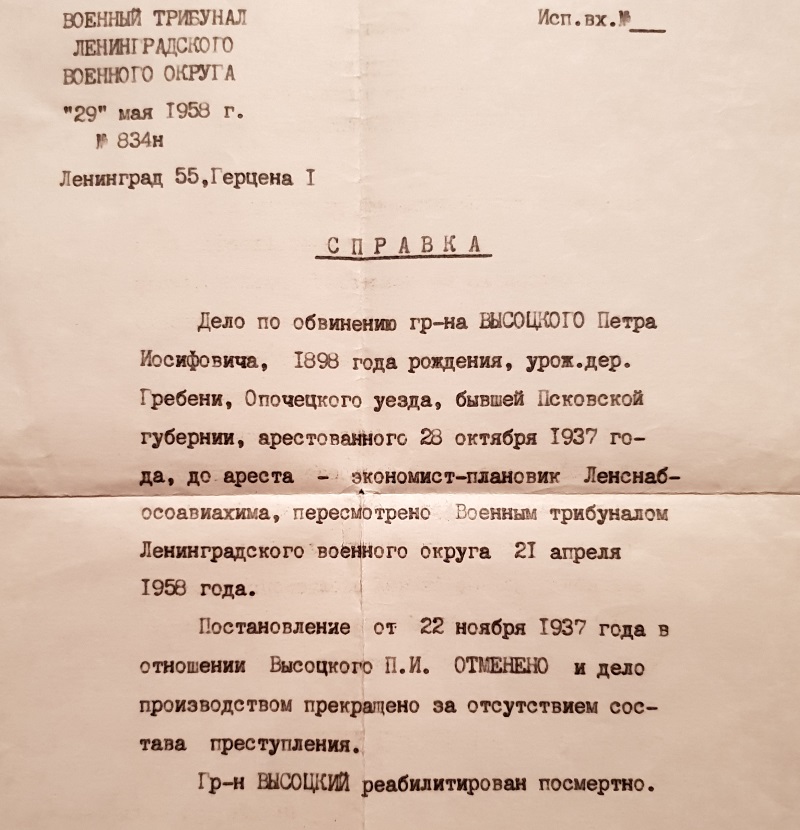 ВОЕННЫЙ ТРИБУНАЛ
ЛЕНИНГРАДСКОГО
ВОЕННОГО ОКРУГА
"29" мая 1958 г.
№ 834н
Ленинград 55,Герцена I
Исп.вх.№___
СПРАВКА
Дело по обвинению гр-на ВЫСОЦКОГО Петра
Иосифовича, 1898 года рождения, урож.дер.
Гребени, Опочецкого уезда, бывшей Псковской
губернии, арестованного 28 октября 1937 го-
да, до ареста - экономист-плановик Ленснаб-
осоавиахима, пересмотрено Военным трибуналом
Ленинградского военного округа 21 апреля
1958 года.
Постановление от 22 ноября 1937 года в
отношении Высоцкого П.И. ОТМЕНЕНО и дело
производством прекращено за отсутствием сос-
тава преступления.
Гр-н ВЫСОЦКИЙ реабилитирован посмертно.